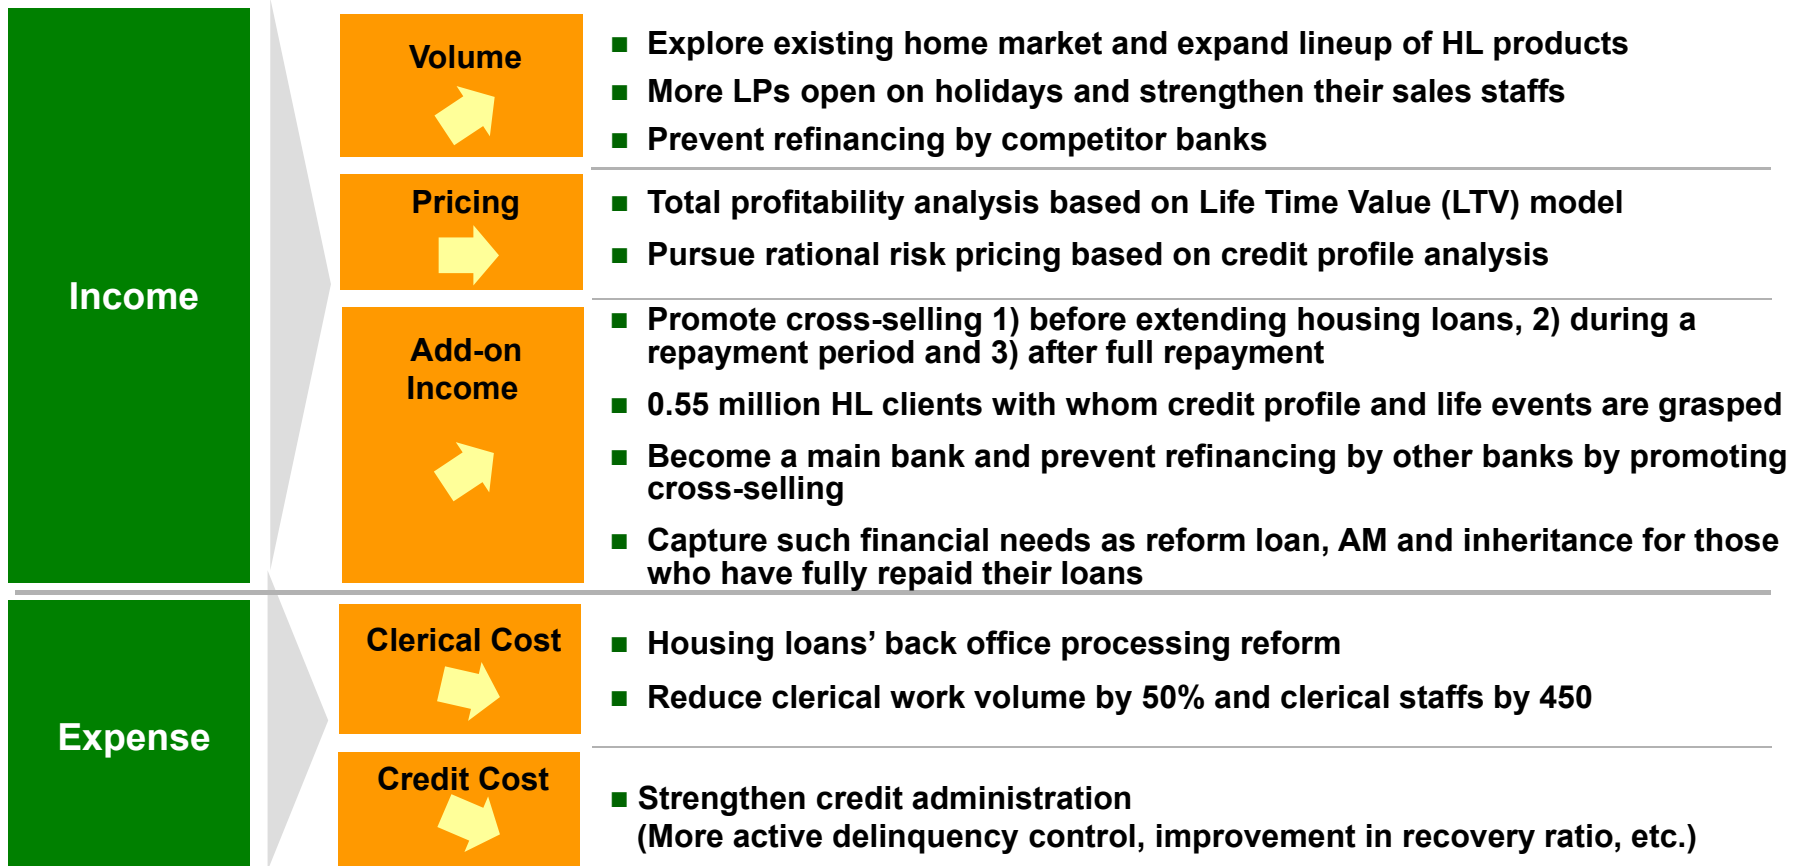 Income
Volume
■ Explore existing home market and expand lineup of HL products
■ More LPs open on holidays and strengthen their sales staffs
■ Prevent refinancing by competitor banks
Pricing
■ Total profitability analysis based on Life Time Value (LTV) model
■ Pursue rational risk pricing based on credit profile analysis
Add-on
Income
■ Promote cross-selling 1) before extending housing loans, 2) during a
repayment period and 3) after full repayment
■ 0.55 million HL clients with whom credit profile and life events are grasped
■ Become a main bank and prevent refinancing by other banks by promoting
cross-selling
■ Capture such financial needs as reform loan, AM and inheritance for those
who have fully repaid their loans
Expense
Clerical Cost
■ Housing loans’ back office processing reform
■ Reduce clerical work volume by 50% and clerical staffs by 450
Credit Cost
■ Strengthen credit administration
(More active delinquency control, improvement in recovery ratio, etc.)